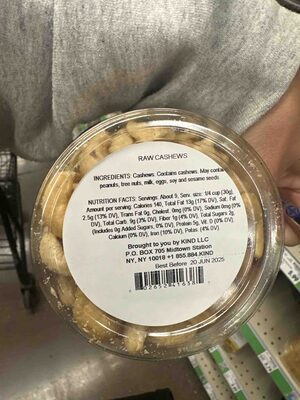 RAW CASHEWS
INGREDIENTS: Cashews. Contains cashews. May contain
peanuts, tree nuts, milk, eggs, soy and sesame seeds.
NUTRITION FACTS: Servings: About 9, Serv. size: 1/4 cup (30g),
Amount per serving: Calories 140, Total Fat 13g (17% DV), Sat. Fat
2.5g (13% DV), Trans Fat 0g, Cholest. 0mg (0% DV), Sodium 0mg (0%
DV), Total Carb. 9g (3% DV), Fiber 1g (4% DV), Total Sugars 2g,
(Includes 0g Added Sugars, 0% DV), Protein 5g, Vit. D (0% DV),
Calcium (0% DV), Iron (10% DV), Potas. (4% DV).
Brought to you by KIND LLC
P.O. BOX 705 Midtown Station
NY, NY 10018 +1 855.884.KIND
Best Before: 20 JUN 2025